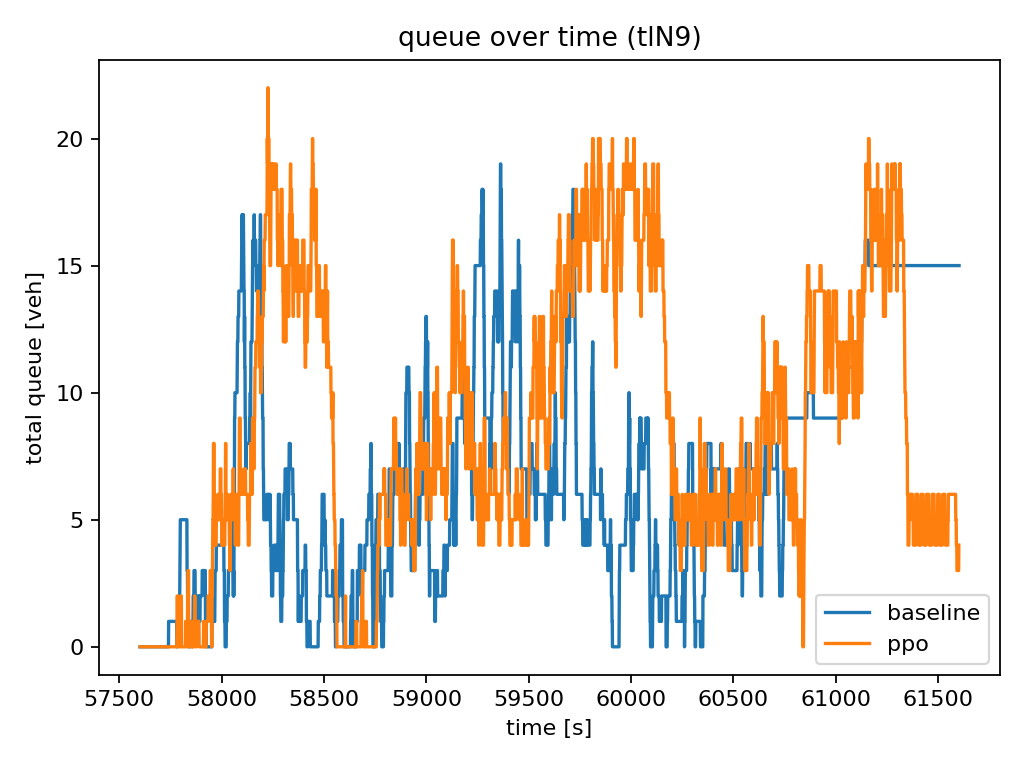 queue over time (tlN9)
total queue [veh]
20
15
10
5
0
baseline
ppo
57500 58000 58500 59000 59500 60000 60500 61000 61500
time [s]